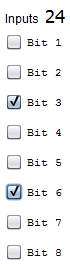 Inputs 24
Bit 1
Bit 2
Bit 3
Bit 4
Bit 5
Bit 6
Bit 7
Bit 8